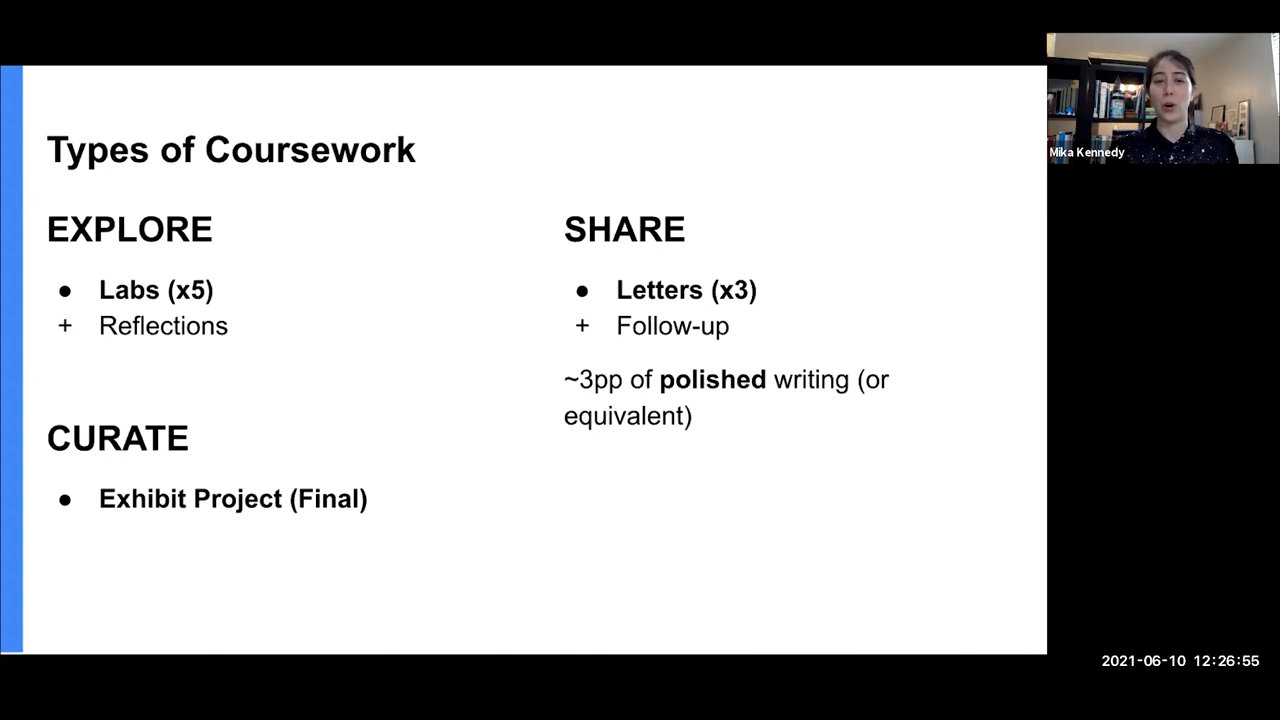 Types of Coursework
EXPLORE
● Labs (x5)
+ Reflections
CURATE
● Exhibit Project (Final)
SHARE
● Letters (x3)
+ Follow-up
~3pp of polished writing (or
equivalent)
Mika Kennedy
2021-06-10 12:26:55